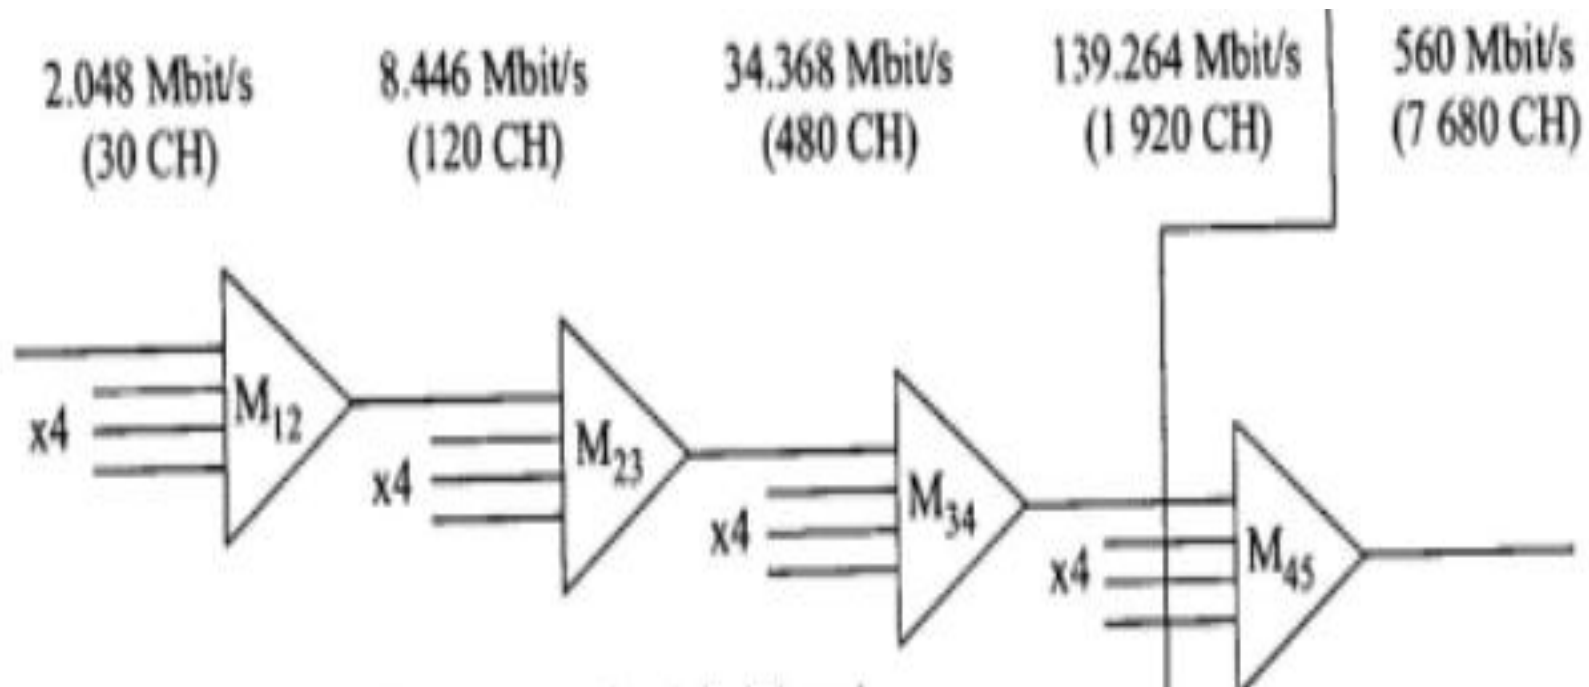 2.048 Mbit/s
(30 CH)
8.446 Mbit/s
(120 CH)
34.368 Mbit/s
(480 CH)
139.264 Mbit/s
(1 920 CH)
560 Mbit/s
(7 680 CH)
x4
M12
x4
M23
x4
M34
x4
M45